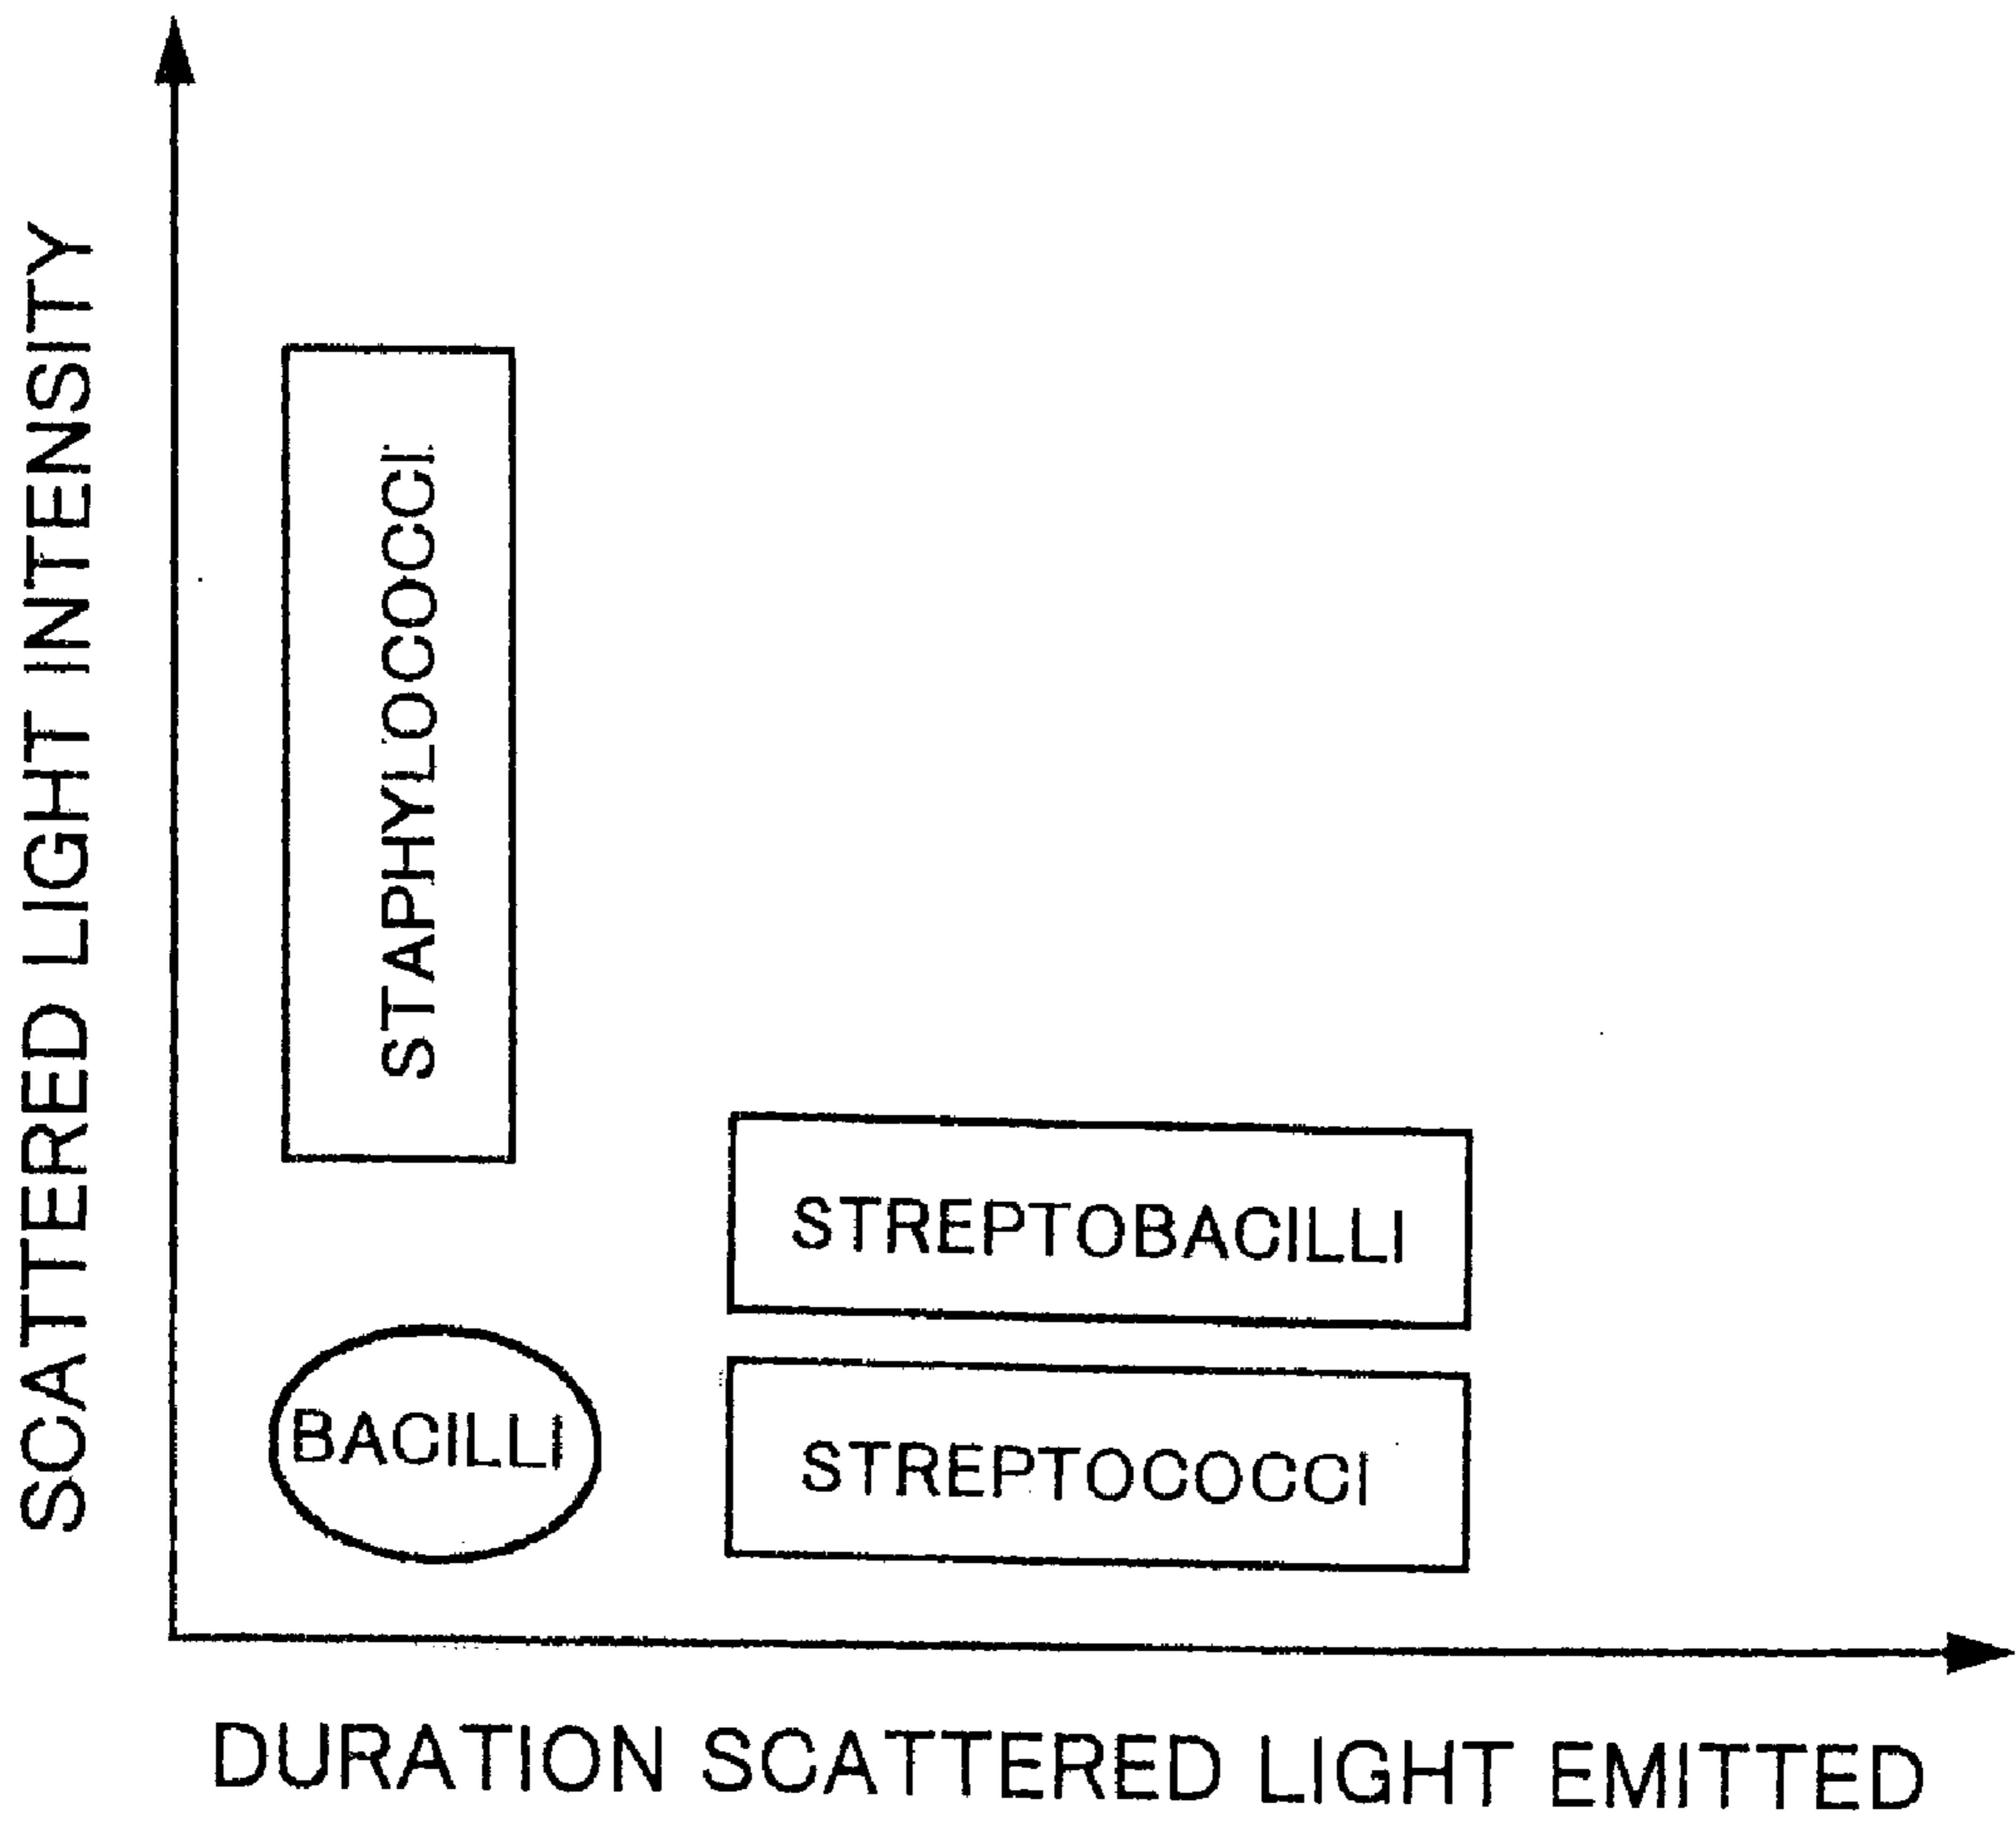 SCATTERED LIGHT INTENSITY
STAPHYLOCOCCI
STREPTOBACILLI
BACILLI
STREPTOCOCCI
DURATION SCATTERED LIGHT EMITTED